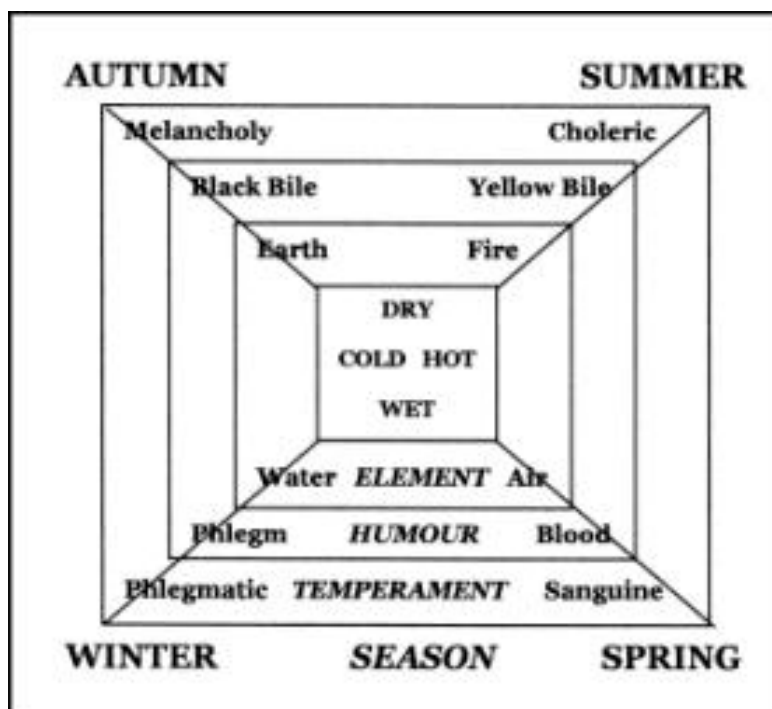 AUTUMN SUMMER
Melancholy Choleric
Black Bile Yellow Bile
Earth Fire
DRY
COLD HOT
WET
Water ELEMENT Air
Phlegm HUMOUR Blood
Phlegmatic TEMPERAMENT Sanguine
WINTER SEASON SPRING